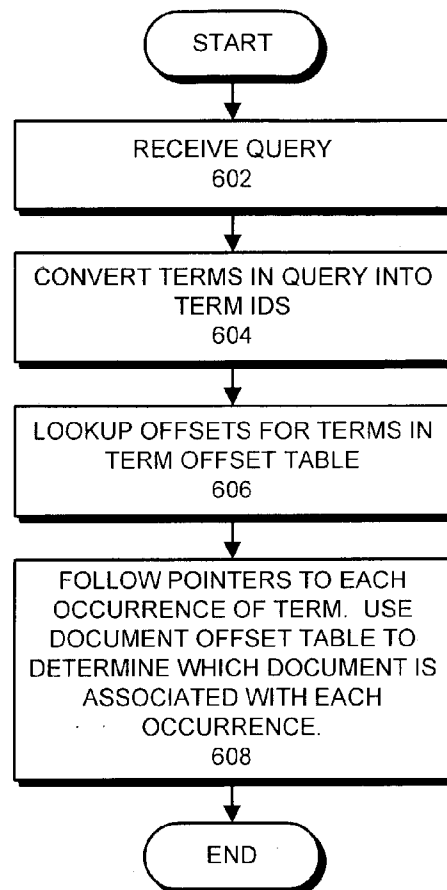 START
RECEIVE QUERY
602
CONVERT TERMS IN QUERY INTO
TERM IDS
604
LOOKUP OFFSETS FOR TERMS IN
TERM OFFSET TABLE
606
FOLLOW POINTERS TO EACH
OCCURRENCE OF TERM. USE
DOCUMENT OFFSET TABLE TO
DETERMINE WHICH DOCUMENT IS
ASSOCIATED WITH EACH
OCCURRENCE.
608
END